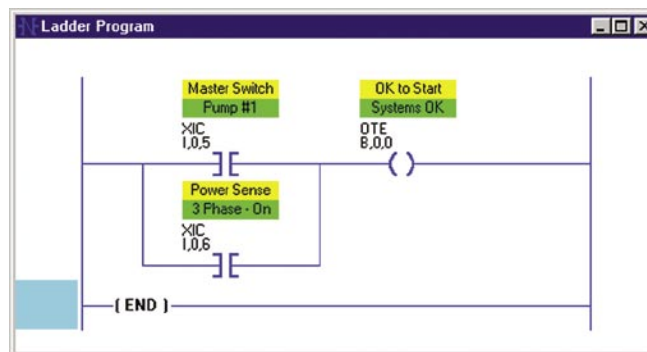 Ladder Program
Master Switch
Pump #1
XIC
I,0,5
OK to Start
Systems OK
OTE
B,0,0
Power Sense
3 Phase - On
XIC
I,0,6
( END )